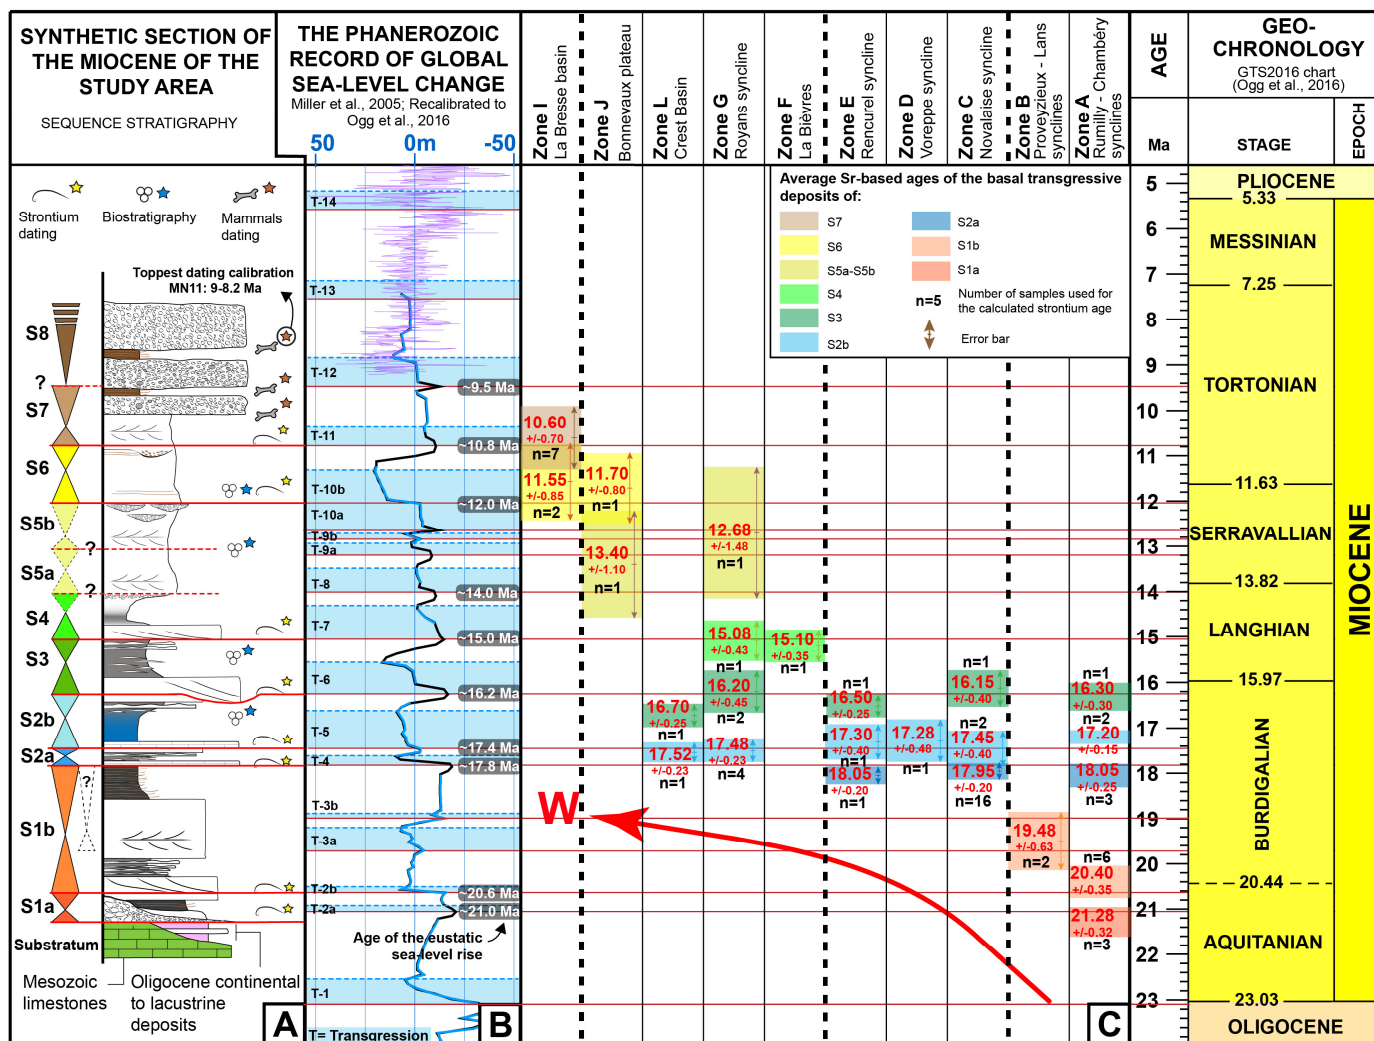 SYNTHETIC SECTION OF
THE MIOCENE OF THE
STUDY AREA
SEQUENCE STRATIGRAPHY
Strontium
dating
Biostratigraphy
Mammals
dating
Toppest dating calibration
MN11: 9-8.2 Ma
S8
?
S7
S6
S5b
?
S5a
?
S4
S3
S2b
S2a
?
S1b
S1a
Substratum
Mesozoic
limestones
Oligocene continental
to lacustrine
deposits
A
THE PHANEROZOIC
RECORD OF GLOBAL
SEA-LEVEL CHANGE
Miller et al., 2005; Recalibrated to
Ogg et al., 2016
50 0m -50
T-14
T-13
T-12
~9.5 Ma
T-11
~10.8 Ma
T-10b
~12.0 Ma
T-10a
T-9b
T-9a
T-8
~14.0 Ma
T-7
~15.0 Ma
T-6
~16.2 Ma
T-5
~17.4 Ma
T-4
~17.8 Ma
T-3b
T-3a
T-2b
~20.6 Ma
T-2a
~21.0 Ma
Age of the eustatic
sea-level rise
T-1
T= Transgression
B
Zone I
La Bresse basin
Zone J
Bonnevaux plateau
Zone L
Crest Basin
Zone G
Royans syncline
Zone F
La Bièvres
Zone E
Rencurel syncline
Zone D
Voreppe syncline
Zone C
Novalaise syncline
Zone B
Proveyzieux - Lans
synclines
Zone A
Rumilly - Chambéry
synclines
Average Sr-based ages of the basal transgressive
deposits of:
S7
S6
S5a-S5b
S4
S3
S2b
S2a
S1b
S1a
n=5
Number of samples used for
the calculated strontium age
Error bar
10.60
+/-0.70
n=7
11.55
+/-0.85
n=2
11.70
+/-0.80
n=1
13.40
+/-1.10
n=1
16.70
+/-0.25
n=1
17.52
+/-0.23
n=1
12.68
+/-1.48
n=1
15.08
+/-0.43
n=1
16.20
+/-0.45
n=2
17.48
+/-0.23
n=4
15.10
+/-0.35
n=1
n=1
16.50
+/-0.25
17.30
+/-0.40
n=1
18.05
+/-0.20
n=1
17.28
+/-0.48
n=1
n=1
16.15
+/-0.40
n=2
17.45
+/-0.40
17.95
+/-0.20
n=16
19.48
+/-0.63
n=2
n=1
16.30
+/-0.30
n=2
17.20
+/-0.15
18.05
+/-0.25
n=3
n=6
20.40
+/-0.35
21.28
+/-0.32
n=3
W
C
AGE
Ma
5
6
7
8
9
10
11
12
13
14
15
16
17
18
19
20
21
22
23
GEO-
CHRONOLOGY
GTS2016 chart
(Ogg et al., 2016)
STAGE
EPOCH
PLIOCENE
5.33
MESSINIAN
7.25
TORTONIAN
11.63
SERRAVALLIAN
13.82
LANGHIAN
15.97
BURDIGALIAN
20.44
AQUITANIAN
23.03
OLIGOCENE
MIOCENE